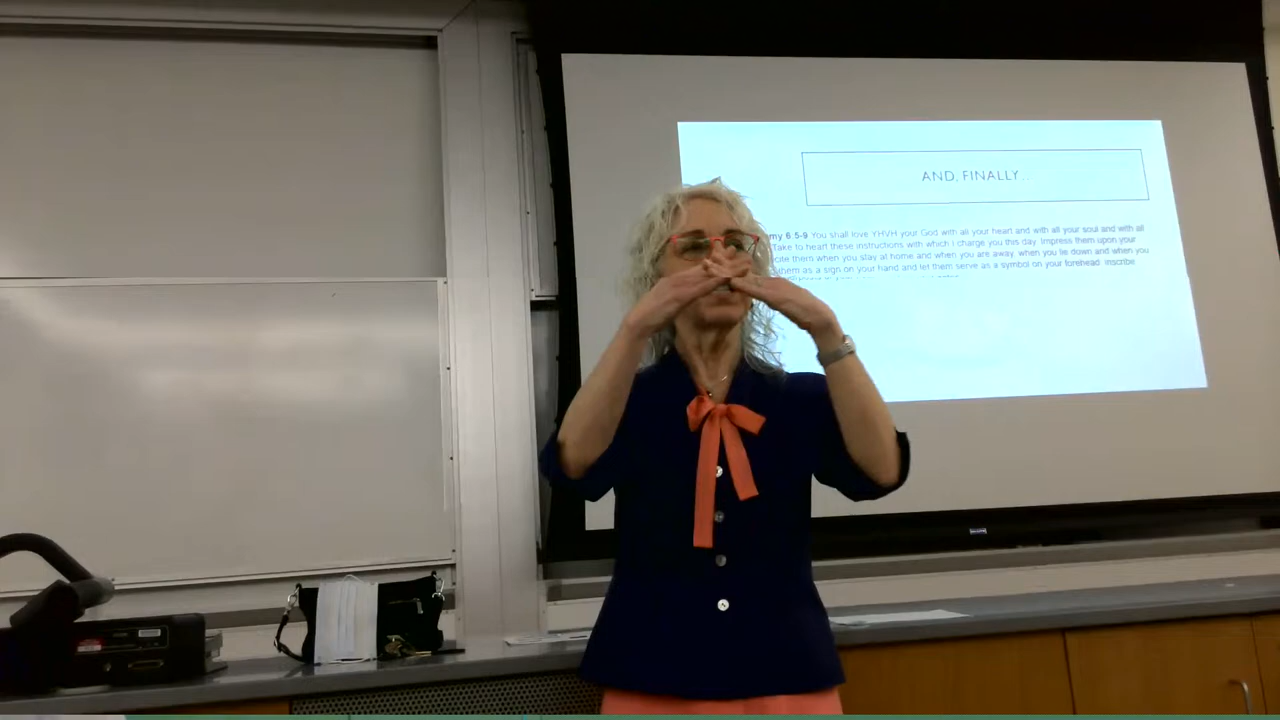 AND, FINALLY...
my 6:5-9 You shall love YHVH your God with all your heart and with all your soul and with all
Take to heart these instructions with which I charge you this day. Impress them upon your
cite them when you stay at home and when you are away, when you lie down and when you
them as a sign on your hand and let them serve as a symbol on your forehead inscribe